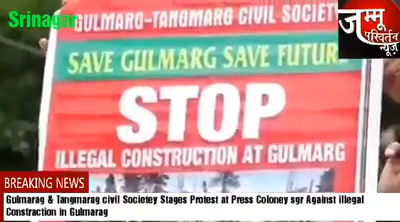 Srinagar
GULMARG-TANGMARG CIVIL SOCIETY
जम्मू
परिवर्तन
न्यूज़
SAVE GULMARG SAVE FUTUR
STOP
ILLEGAL CONSTRUCTION AT GULMARG
BREAKING NEWS
Gulmarag & Tangmarag civil Societey Stages Protest at Press Coloney sgr Against illegal
Constraction in Gulmarag